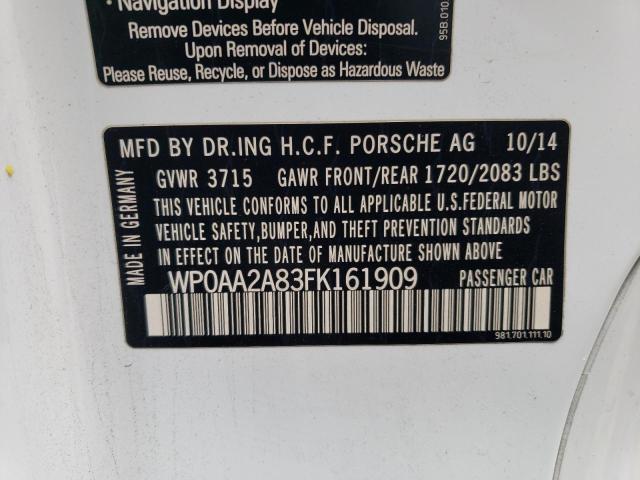 · Navigation Display
Remove Devices Before Vehicle Disposal.
Upon Removal of Devices:
Please Reuse, Recycle, or Dispose as Hazardous Waste
95B.010.
MFD BY DR.ING H.C.F. PORSCHE AG 10/14
GVWR 3715 GAWR FRONT/REAR 1720/2083 LBS
THIS VEHICLE CONFORMS TO ALL APPLICABLE U.S.FEDERAL MOTOR
VEHICLE SAFETY,BUMPER,AND THEFT PREVENTION STANDARDS
IN EFFECT ON THE DATE OF MANUFACTURE SHOWN ABOVE.
WP0AA2A83FK161909 PASSENGER CAR
MADE IN GERMANY
981.701.111.10